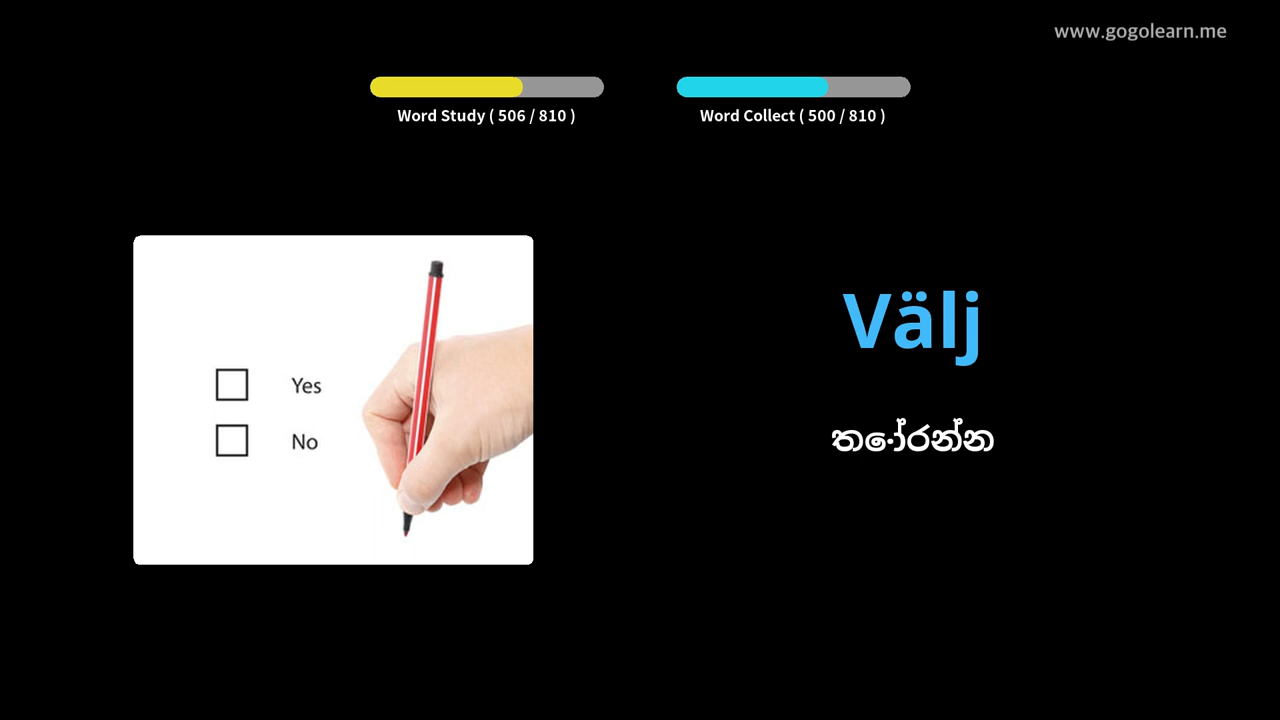 www.gogolearn.me
Word Study ( 506 / 810 )
Word Collect ( 500 / 810 )
Yes
No
Välj
තෝරන්න